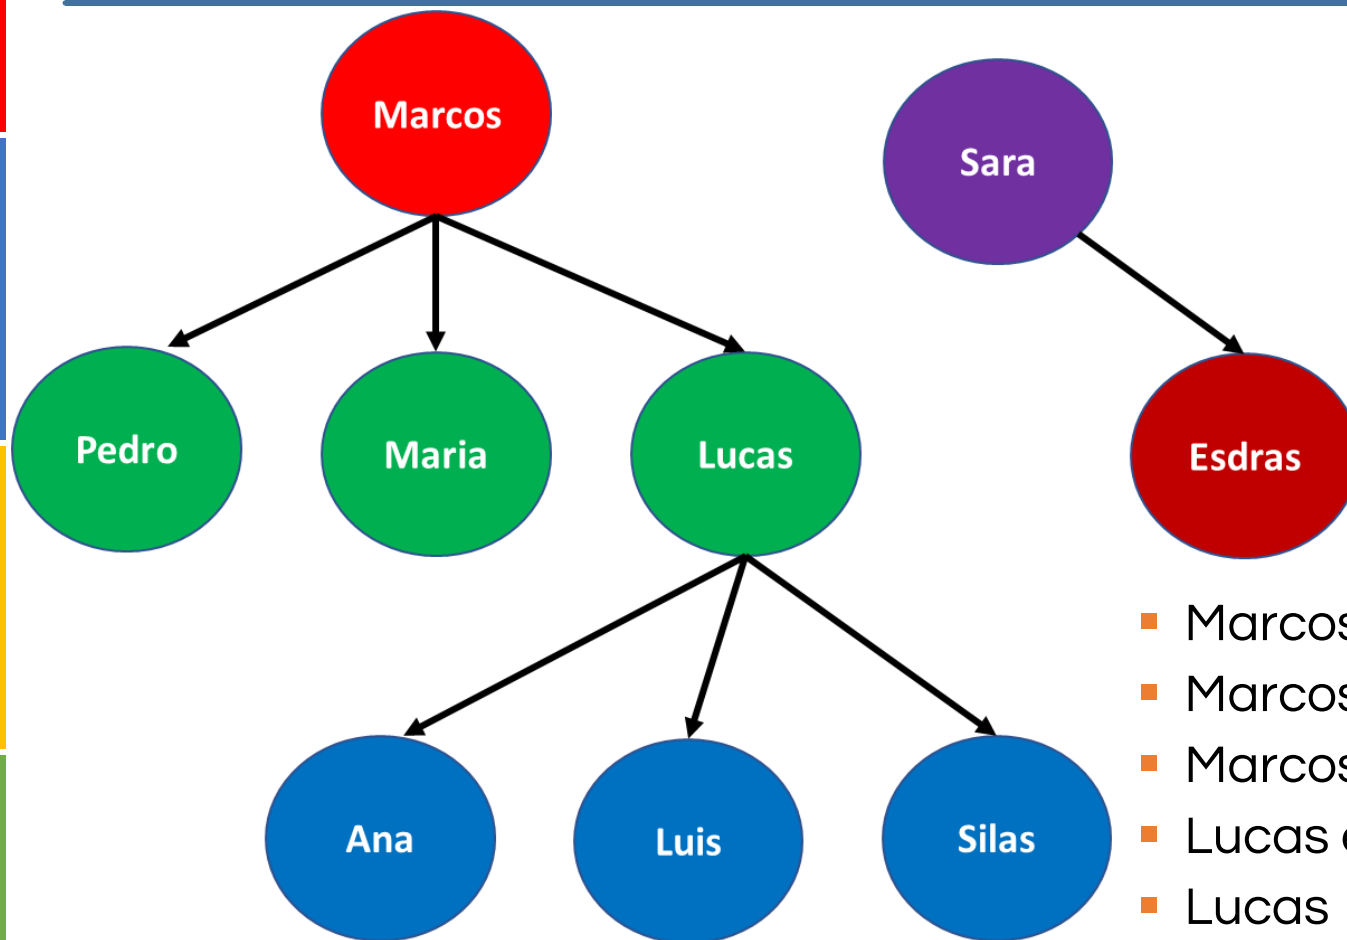 Marcos
Sara
Pedro
Maria
Lucas
Esdras
Ana
Luis
Silas
Marcos
Marcos
Marcos
Lucas
Lucas